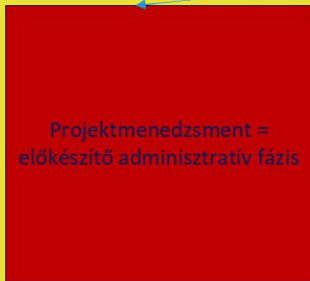 Projektmenedzsment =
előkészítő adminisztratív fázis